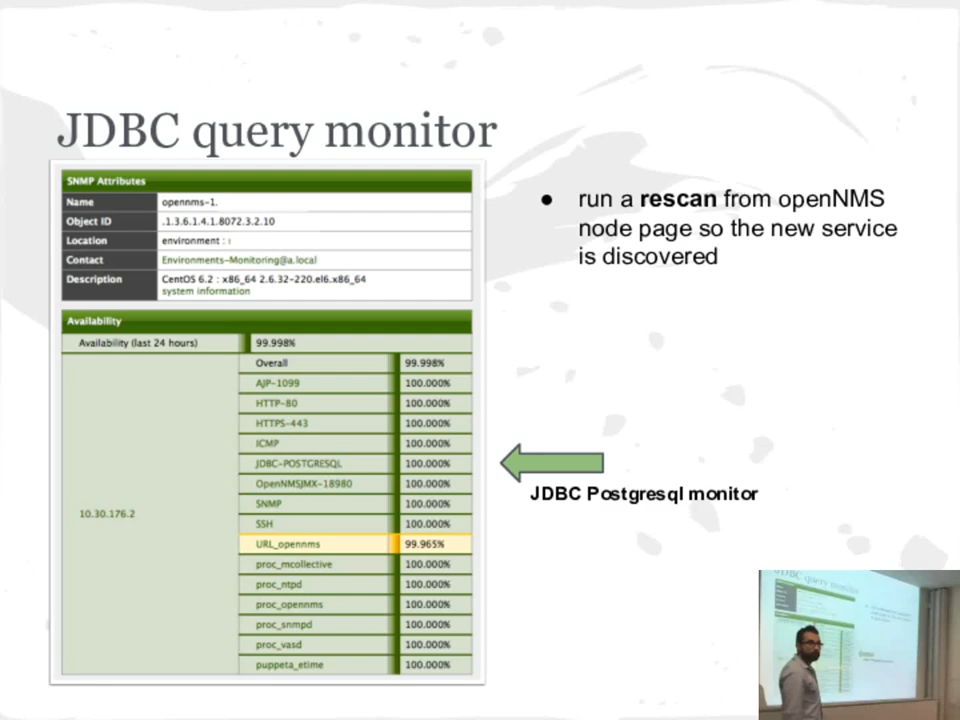 JDBC query monitor
SNMP Attributes
Name opennms-1.
Object ID .1.3.6.1.4.1.8072.3.2.10
Location environment :
Contact Environments-Monitoring@a.local
Description CentOS 6.2 : x86_64 2.6.32-220.el6.x86_64
system information
Availability
Availability (last 24 hours) 99.998%
10.30.176.2
Overall 99.998%
AJP-1099 100.000%
HTTP-80 100.000%
HTTPS-443 100.000%
ICMP 100.000%
JDBC-POSTGRESQL 100.000%
OpenNMSJMX-18980 100.000%
SNMP 100.000%
SSH 100.000%
URL_opennms 99.965%
proc_mcollective 100.000%
proc_ntpd 100.000%
proc_opennms 100.000%
proc_snmpd 100.000%
proc_vasd 100.000%
puppeta_etime 100.000%
● run a rescan from openNMS
node page so the new service
is discovered
JDBC Postgresql monitor
JDBC query monitor